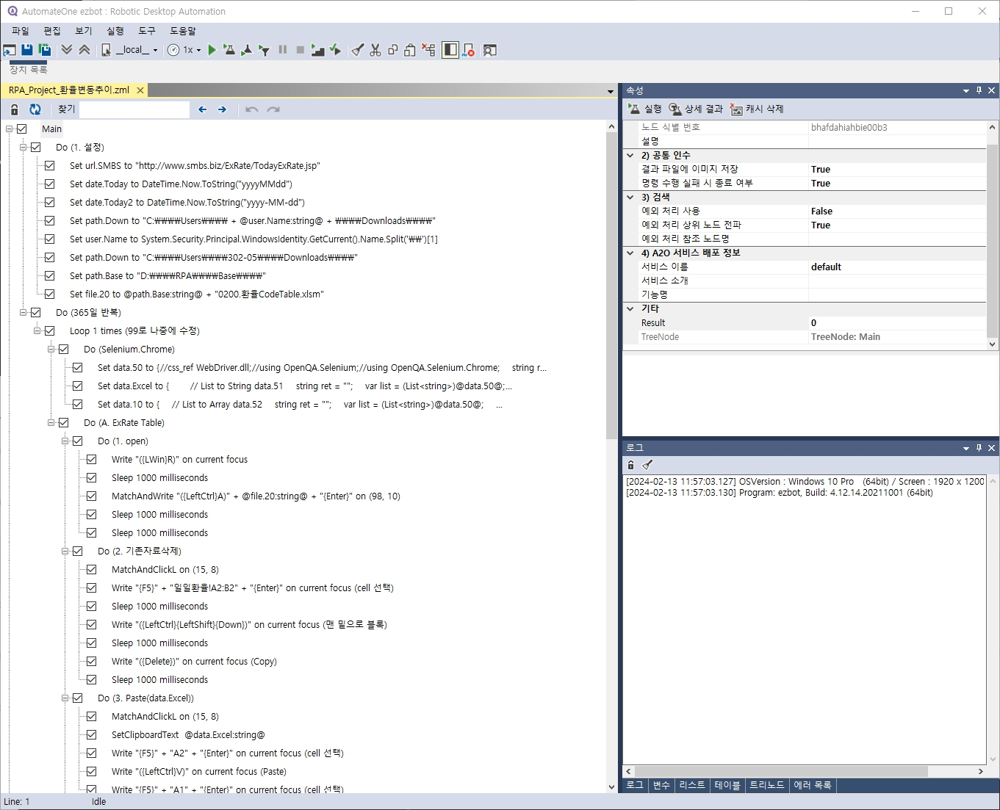 AutomateOne ezbot : Robotic Desktop Automation
파일 편집 보기 실행 도구 도움말
__local__ 1x
장치 목록
RPA_Project_환율변동추이.zml
찾기
Main
Do (1. 설정)
Set url.SMBS to "http://www.smbs.biz/ExRate/TodayExRate.jsp"
Set date.Today to DateTime.Now.ToString("yyyyMMdd")
Set date.Today2 to DateTime.Now.ToString("yyyy-MM-dd")
Set path.Down to "C:₩₩₩₩Users₩₩₩₩ + @user.Name:string@ + ₩₩₩₩Downloads₩₩₩₩"
Set user.Name to System.Security.Principal.WindowsIdentity.GetCurrent().Name.Split('₩₩')[1]
Set path.Down to "C:₩₩₩₩Users₩₩₩₩302-05₩₩₩₩Downloads₩₩₩₩"
Set path.Base to "D:₩₩₩₩RPA₩₩₩₩Base₩₩₩₩"
Set file.20 to @path.Base:string@ + "0200.환율CodeTable.xlsm"
Do (365일 반복)
Loop 1 times (99로 나중에 수정)
Do (Selenium.Chrome)
Set data.50 to {//css_ref WebDriver.dll;//using OpenQA.Selenium;//using OpenQA.Selenium.Chrome; string r...
Set data.Excel to { // List to String data.51 string ret = ""; var list = (List<string>)@data.50@;...
Set data.10 to { // List to Array data.52 string ret = ""; var list = (List<string>)@data.50@; ...
Do (A. ExRate Table)
Do (1. open)
Write "({LWin}R)" on current focus
Sleep 1000 milliseconds
MatchAndWrite "({LeftCtrl}A)" + @file.20:string@ + "{Enter}" on (98, 10)
Sleep 1000 milliseconds
Sleep 1000 milliseconds
Do (2. 기존자료삭제)
MatchAndClickL on (15, 8)
Write "{F5}" + "일일환율!A2:B2" + "{Enter}" on current focus (cell 선택)
Sleep 1000 milliseconds
Write "({LeftCtrl}{LeftShift}{Down})" on current focus (맨 밑으로 블록)
Sleep 1000 milliseconds
Write "({Delete})" on current focus (Copy)
Sleep 1000 milliseconds
Do (3. Paste(data.Excel))
MatchAndClickL on (15, 8)
SetClipboardText @data.Excel:string@
Write "{F5}" + "A2" + "{Enter}" on current focus (cell 선택)
Write "({LeftCtrl}V)" on current focus (Paste)
Write "{F5}" + "A1" + "{Enter}" on current focus (cell 선택)
속성
실행 상세 결과 캐시 삭제
노드 식별 번호 bhafdahiahbie00b3
설명
2) 공통 인수
결과 파일에 이미지 저장 True
명령 수행 실패 시 종료 여부 True
3) 검색
예외 처리 사용 False
예외 처리 상위 노드 전파 True
예외 처리 참조 노드명
4) A2O 서비스 배포 정보
서비스 이름 default
서비스 소개
기능명
기타
Result 0
TreeNode TreeNode: Main
로그
[2024-02-13 11:57:03.127] OSVersion : Windows 10 Pro (64bit) / Screen : 1920 x 1200
[2024-02-13 11:57:03.130] Program: ezbot, Build: 4.12.14.20211001 (64bit)
로그 변수 리스트 테이블 트리노드 에러 목록
Line: 1 Idle